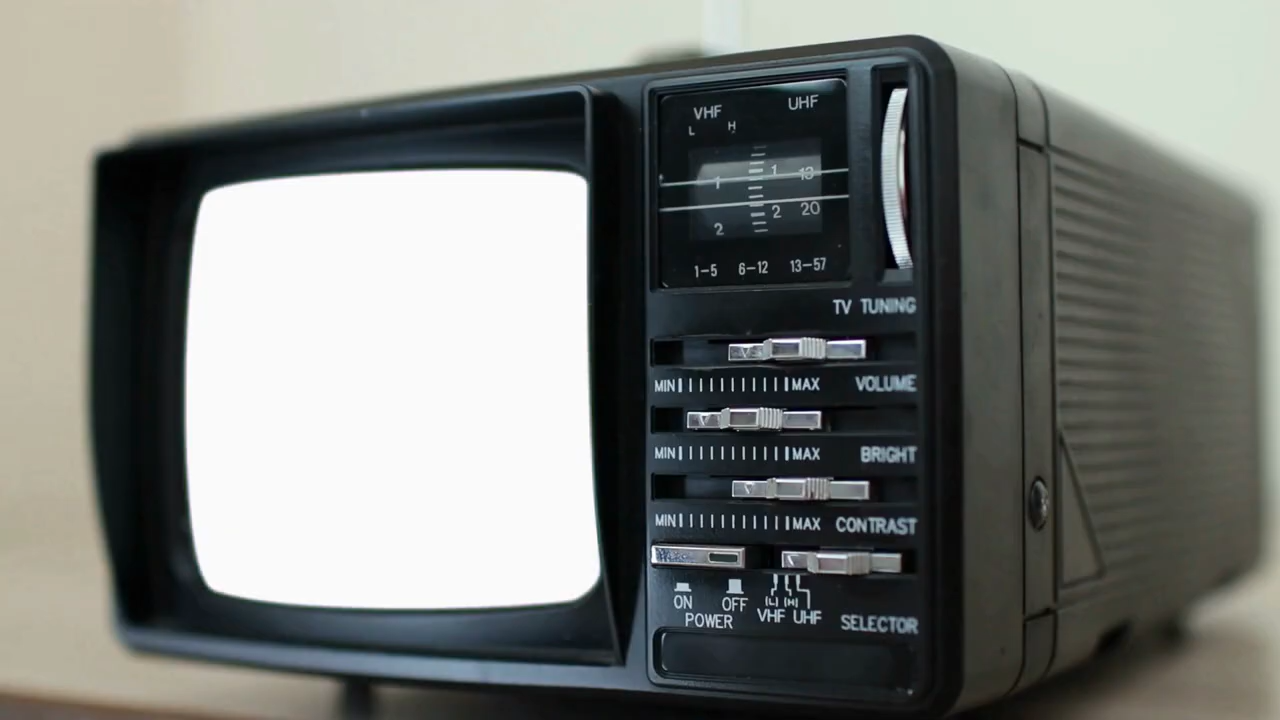 VHF UHF
L H
1 1 13
2 2 20
1-5 6-12 13-57
TV TUNING
MIN MAX VOLUME
MIN MAX BRIGHT
MIN MAX CONTRAST
ON OFF (L) (H)
POWER VHF UHF SELECTOR